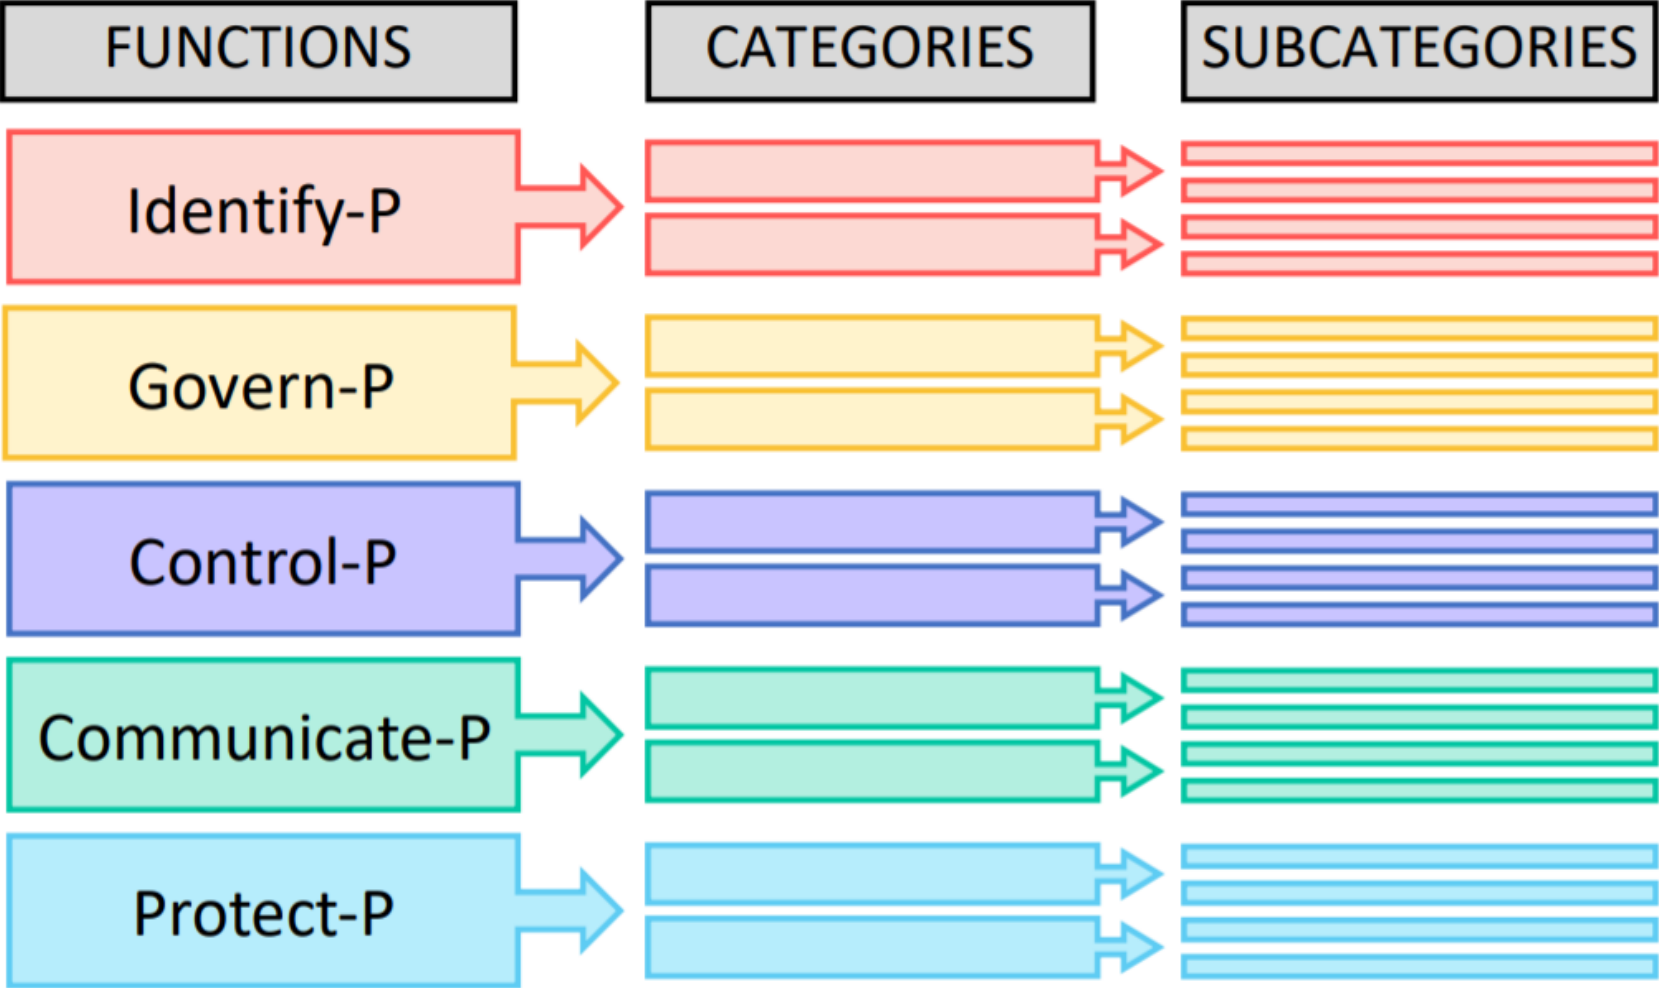 FUNCTIONS
CATEGORIES
SUBCATEGORIES
Identify-P
Govern-P
Control-P
Communicate-P
Protect-P